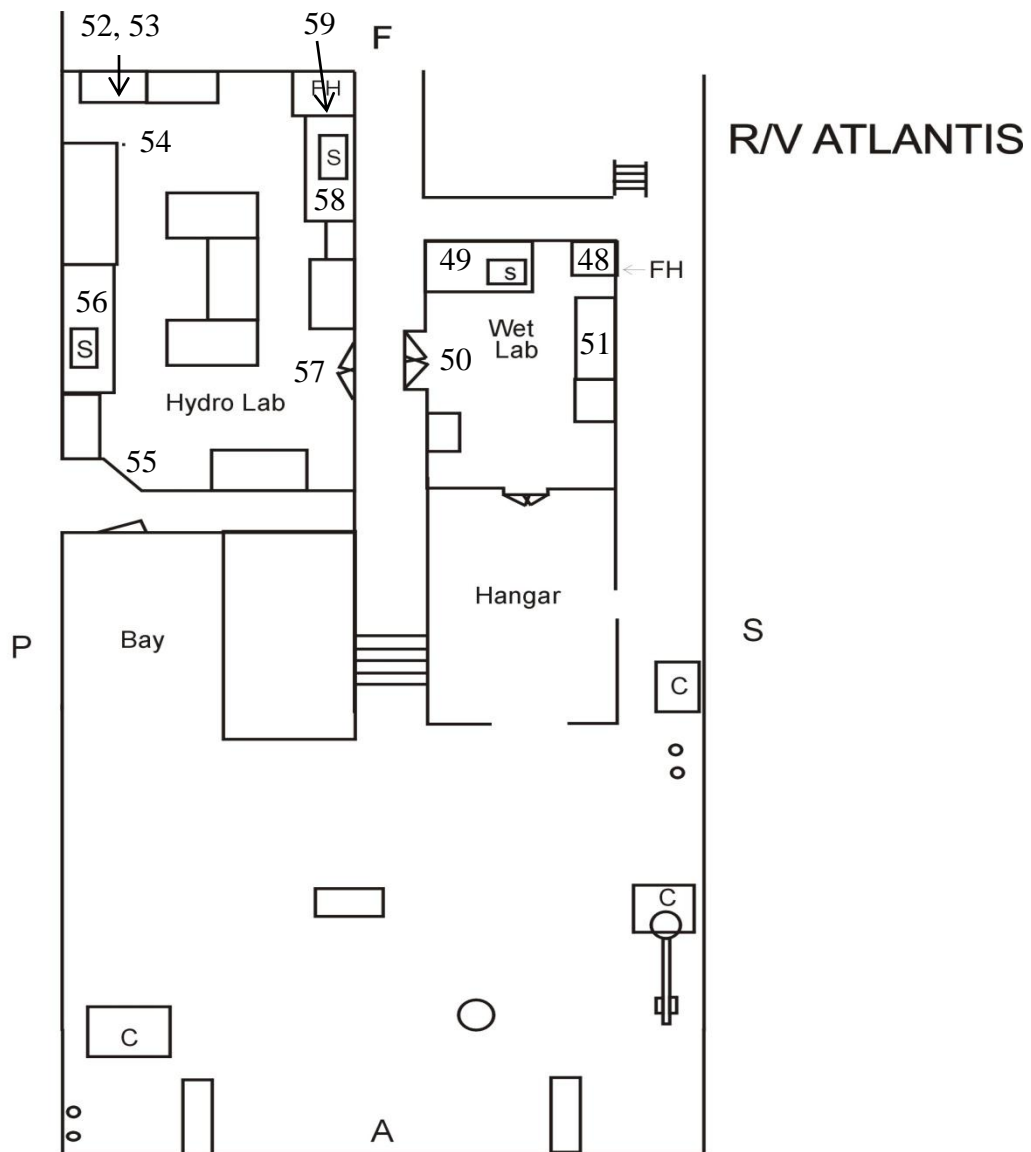 52, 53
59
F
FH
54
S
R/V ATLANTIS
58
49
s
48
FH
56
S
Wet
Lab
51
57
50
Hydro Lab
55
Hangar
P
Bay
S
C
C
C
A